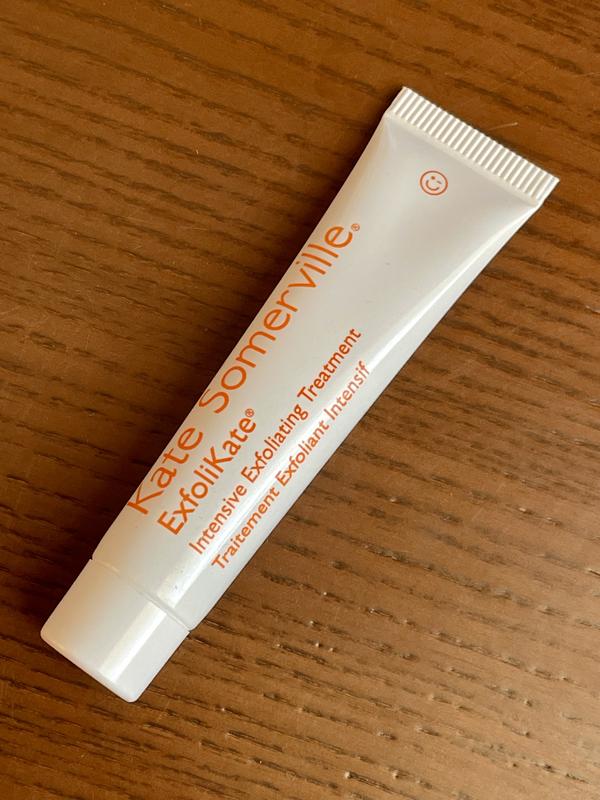 Kate Somerville®
ExfoliKate®
Intensive Exfoliating Treatment
Traitement Exfoliant Intensif